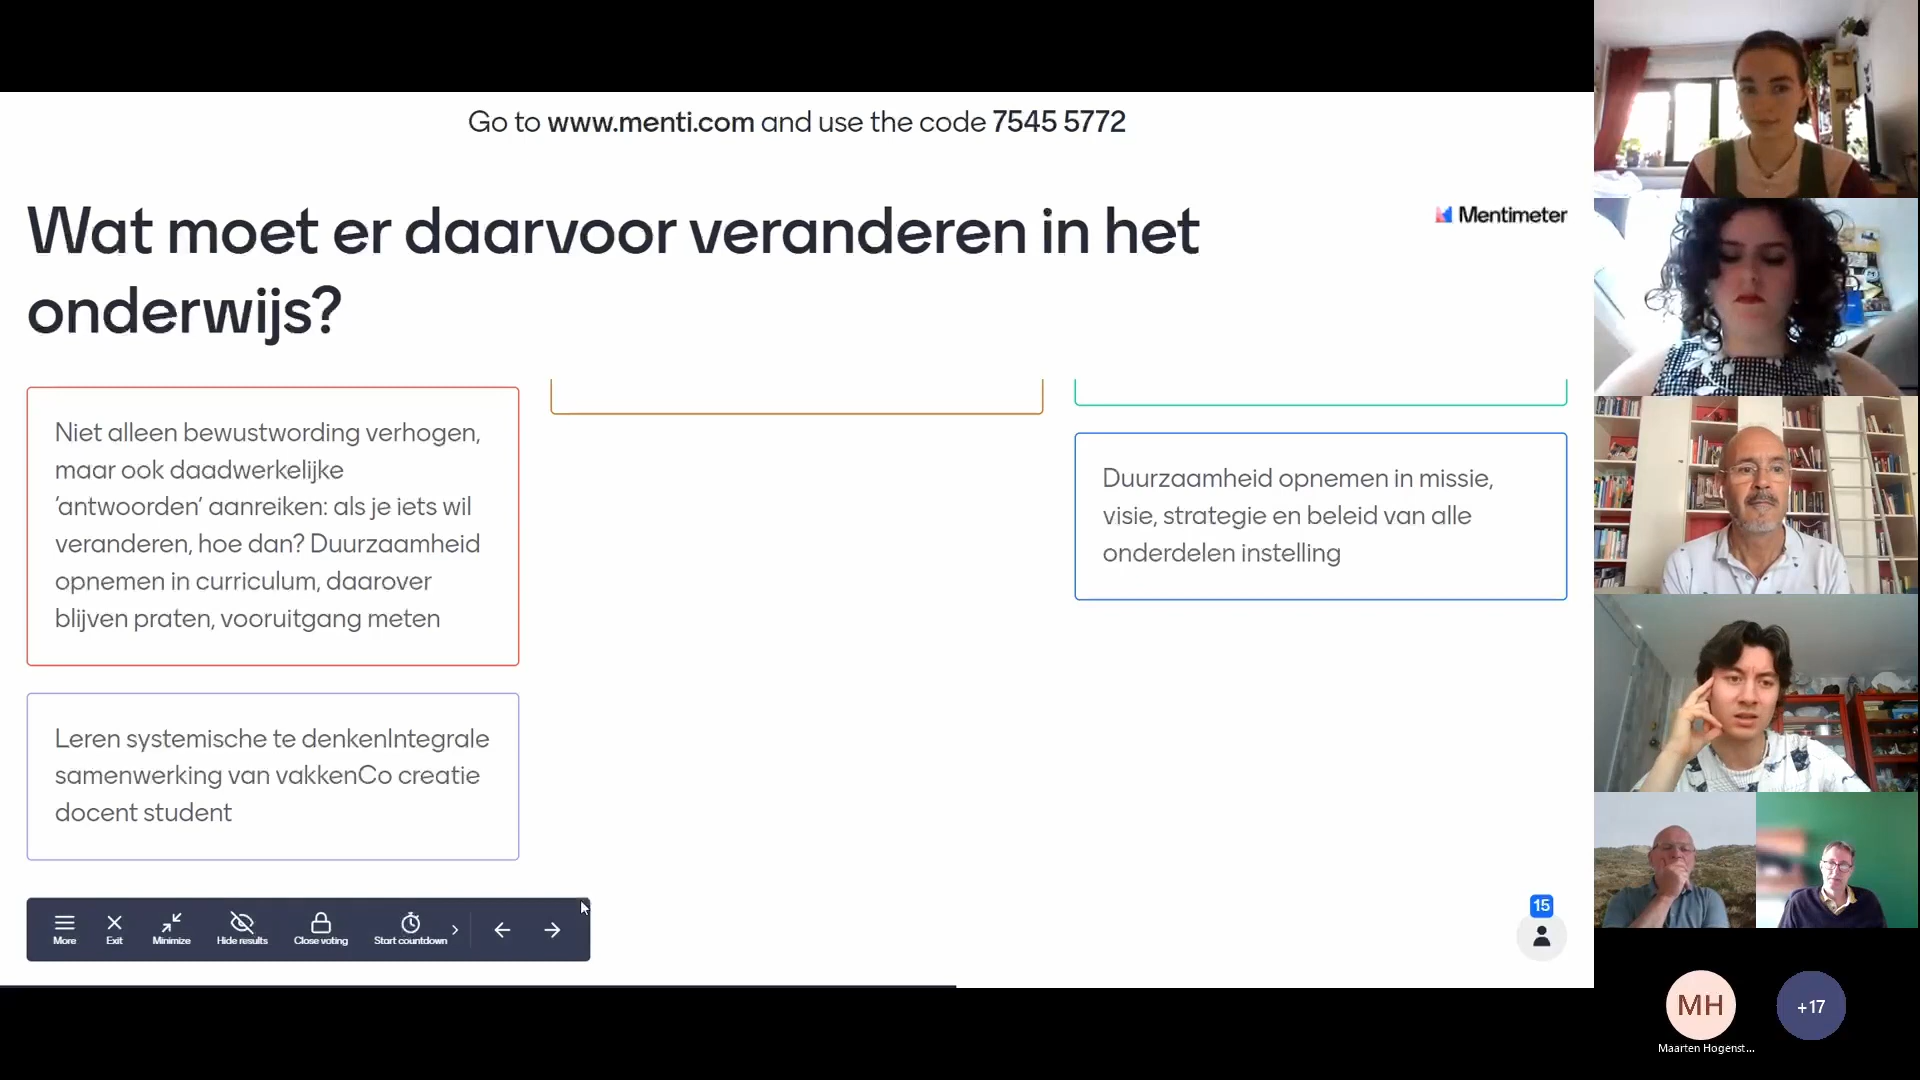 Go to www.menti.com and use the code 7545 5772
Wat moet er daarvoor veranderen in het
onderwijs?
Mentimeter
Niet alleen bewustwording verhogen,
maar ook daadwerkelijke
‘antwoorden’ aanreiken: als je iets wil
veranderen, hoe dan? Duurzaamheid
opnemen in curriculum, daarover
blijven praten, vooruitgang meten
Leren systemische te denkenIntegrale
samenwerking van vakkenCo creatie
docent student
Duurzaamheid opnemen in missie,
visie, strategie en beleid van alle
onderdelen instelling
More
Exit
Minimize
Hide results
Close voting
Start countdown
15
MH
+17
Maarten Hogenst...